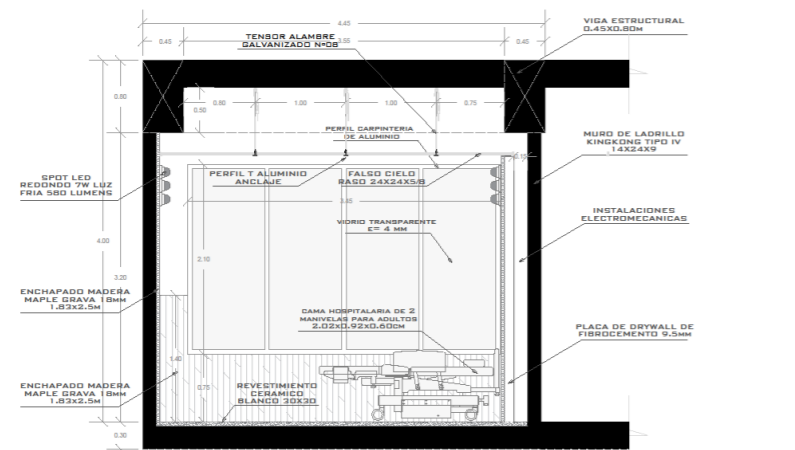 4.45
VIGA ESTRUCTURAL
0.45X0.80M
TENSOR ALAMBRE
GALVANIZADO N=08
0.45
3.55
0.45
0.80
0.50
0.60
1.00
1.00
0.75
PERFIL CARPINTERIA
DE ALUMINIO
MURO DE LADRILLO
KINGKONG TIPO IV
14X24X9
SPOT LED
REDONDO 7W LUZ
FRIA 580 LUMENS
PERFIL T ALUMINIO
ANCLAJE
FALSO CIELO
RASO 24X24X5/8
3.45
VIDRIO TRANSPARENTE
E= 4 MM
INSTALACIONES
ELECTROMECANICAS
4.00
2.10
3.20
ENCHAPADO MADERA
MAPLE GRAVA 18MM
1.83X2.5M
CAMA HOSPITALARIA DE 2
MANIVELAS PARA ADULTOS
2.02X0.92X0.60CM
PLACA DE DRYWALL DE
FIBROCEMENTO 9.5MM
1.40
0.75
ENCHAPADO MADERA
MAPLE GRAVA 18MM
1.83X2.5M
REVESTIMIENTO
CERAMICO
BLANCO 30X30
0.30